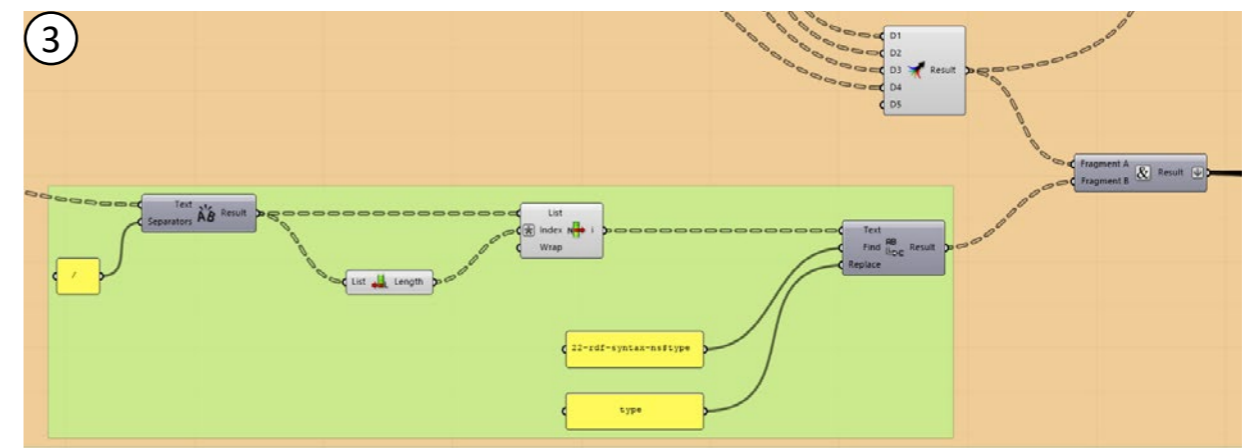 3
D1
D2
D3 Result
D4
D5
Fragment A
Fragment B Result
Text
Separators AB Result
/
List
Index i
Wrap
List Length
Text
Find Result
Replace
22-rdf-syntax-ns#type
type